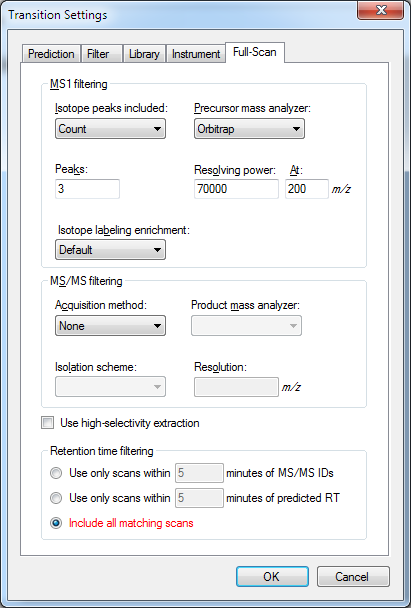 Transition Settings
Prediction Filter Library Instrument Full-Scan
MS1 filtering
Isotope peaks included: Precursor mass analyzer:
Count Orbitrap
Peaks: Resolving power: At:
3 70000 200 m/z
Isotope labeling enrichment:
Default
MS/MS filtering
Acquisition method: Product mass analyzer:
None
Isolation scheme: Resolution:
m/z
Use high-selectivity extraction
Retention time filtering
Use only scans within 5 minutes of MS/MS IDs
Use only scans within 5 minutes of predicted RT
Include all matching scans
OK Cancel